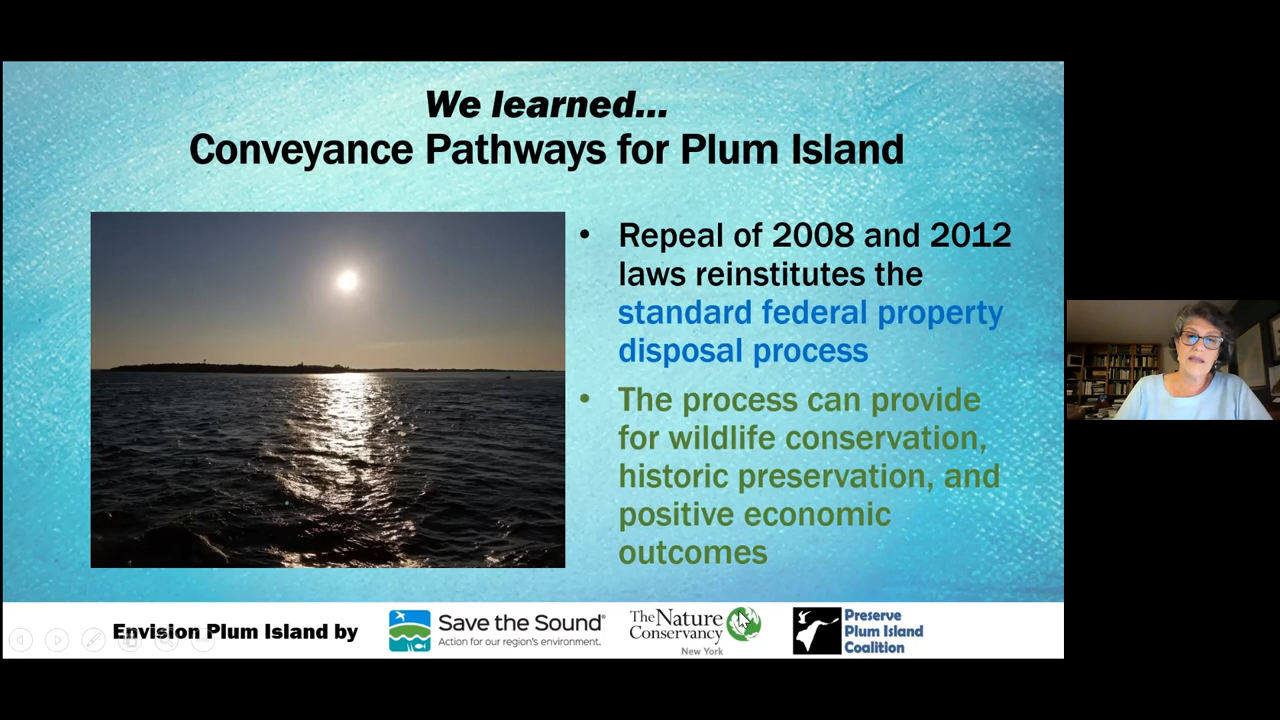 We learned...
Conveyance Pathways for Plum Island
• Repeal of 2008 and 2012
laws reinstitutes the
standard federal property
disposal process
• The process can provide
for wildlife conservation,
historic preservation, and
positive economic
outcomes
Envision Plum Island by
Save the Sound®
Action for our region's environment.
The Nature
Conservancy
New York
Preserve
Plum Island
Coalition